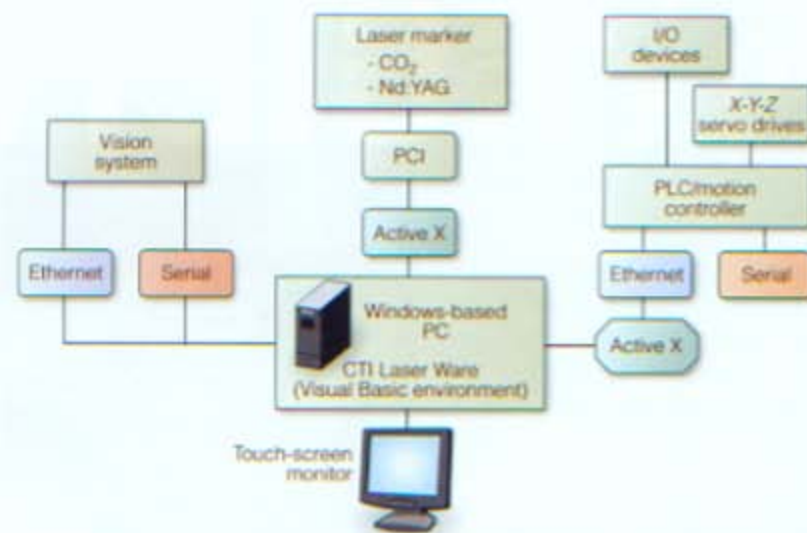 Laser marker
- CO₂
- Nd:YAG
I/O
devices
X-Y-Z
servo drives
Vision
system
PCI
PLC/motion
controller
Active X
Ethernet
Serial
Ethernet
Serial
Windows-based
PC
CTI Laser Ware
(Visual Basic environment)
Active X
Touch-screen
monitor